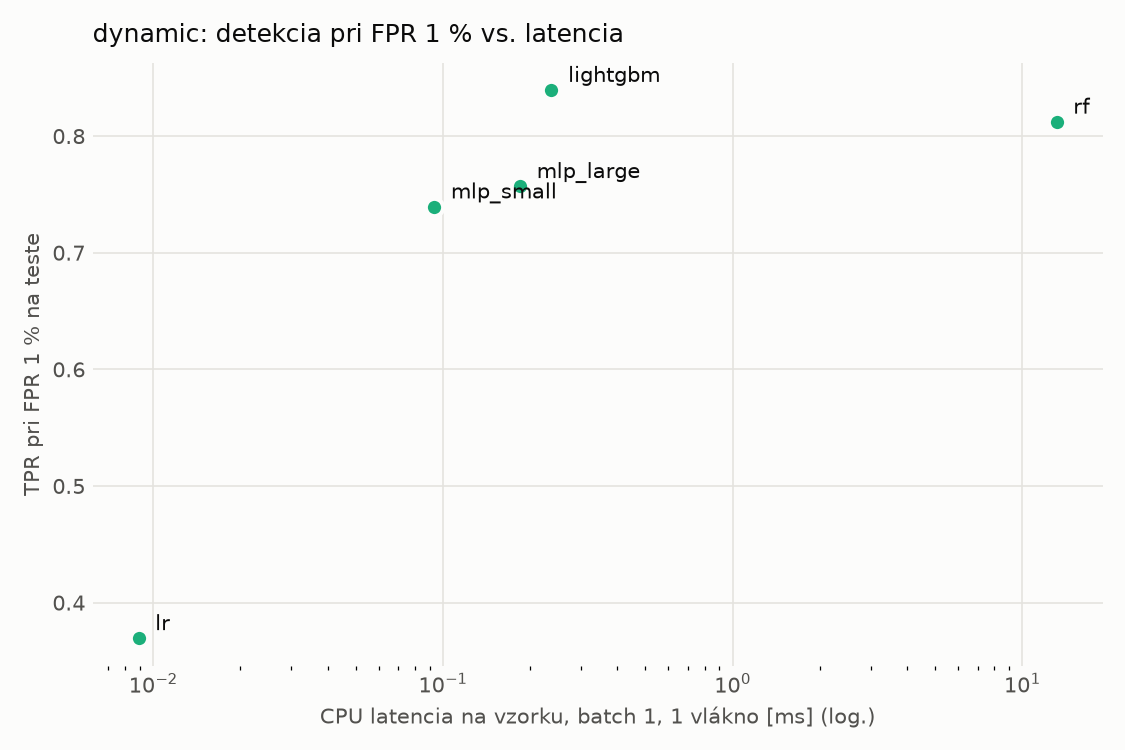 dynamic: detekcia pri FPR 1 % vs. latencia
lightgbm
rf
mlp_large
mlp_small
lr
TPR pri FPR 1 % na teste
0.8
0.7
0.6
0.5
0.4
10⁻²
10⁻¹
10⁰
10¹
CPU latencia na vzorku, batch 1, 1 vlákno [ms] (log.)